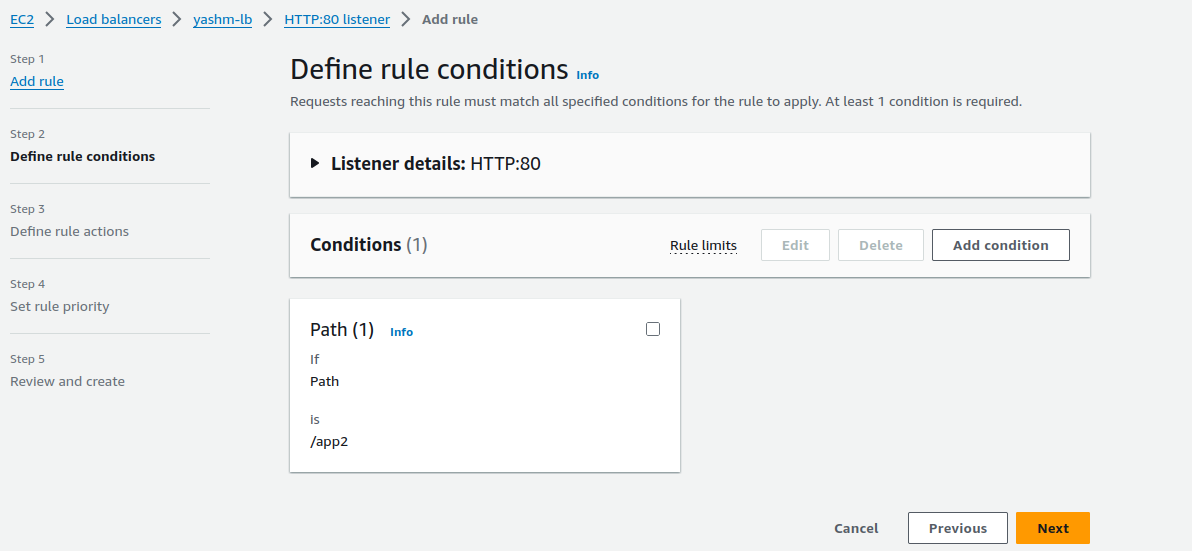 EC2 > Load balancers > yashm-lb > HTTP:80 listener > Add rule
Step 1
Add rule
Step 2
Define rule conditions
Step 3
Define rule actions
Step 4
Set rule priority
Step 5
Review and create
Define rule conditions Info
Requests reaching this rule must match all specified conditions for the rule to apply. At least 1 condition is required.
Listener details: HTTP:80
Conditions (1) Rule limits Edit Delete Add condition
Path (1) Info
If
Path
is
/app2
Cancel Previous Next